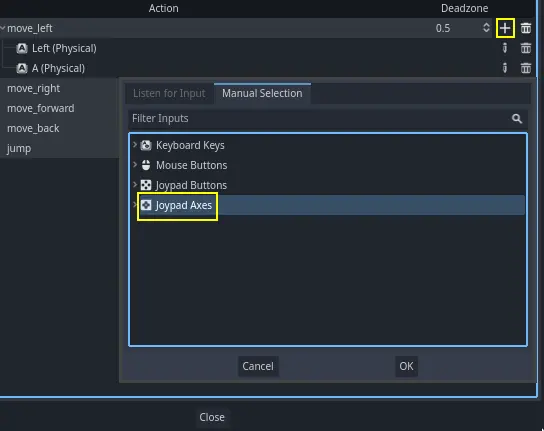 Action Deadzone
move_left 0.5
Left (Physical)
A (Physical)
move_right
move_forward
move_back
jump
Listen for Input Manual Selection
Filter Inputs
Keyboard Keys
Mouse Buttons
Joypad Buttons
Joypad Axes
Cancel OK
Close